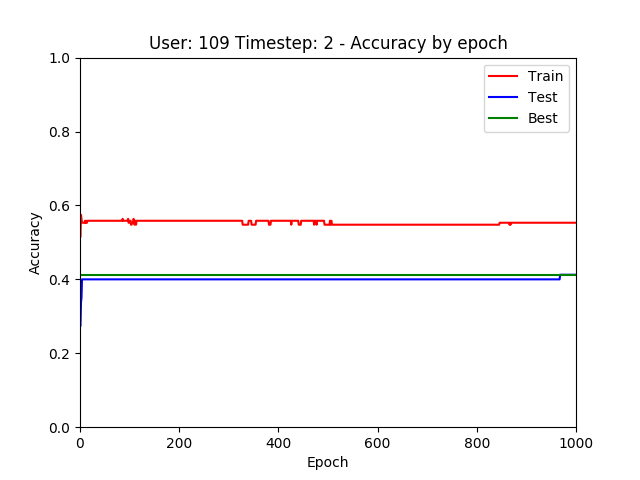 User: 109 Timestep: 2 - Accuracy by epoch
1.0
0.8
0.6
0.4
0.2
0.0
Accuracy
Train
Test
Best
0 200 400 600 800 1000
Epoch